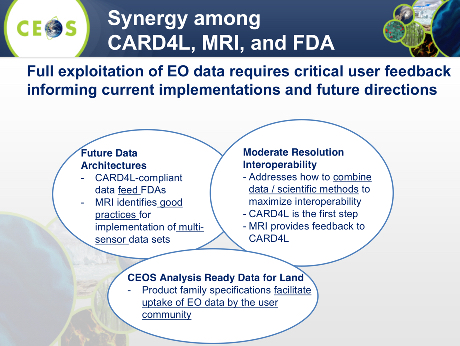 CEOS
Synergy among
CARD4L, MRI, and FDA
Full exploitation of EO data requires critical user feedback
informing current implementations and future directions
Future Data
Architectures
- CARD4L-compliant
data feed FDAs
- MRI identifies good
practices for
implementation of multi-
sensor data sets
Moderate Resolution
Interoperability
- Addresses how to combine
data / scientific methods to
maximize interoperability
- CARD4L is the first step
- MRI provides feedback to
CARD4L
CEOS Analysis Ready Data for Land
- Product family specifications facilitate
uptake of EO data by the user
community